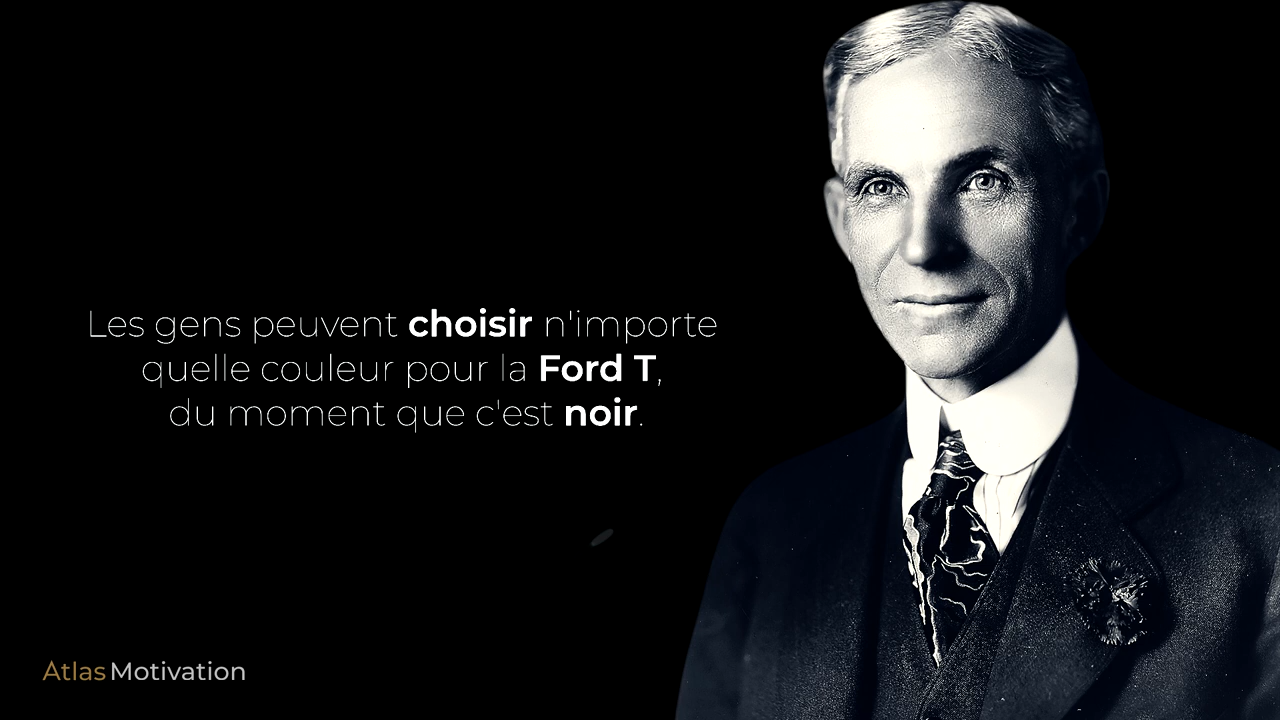 Les gens peuvent choisir n'importe
quelle couleur pour la Ford T,
du moment que c'est noir.
Atlas Motivation